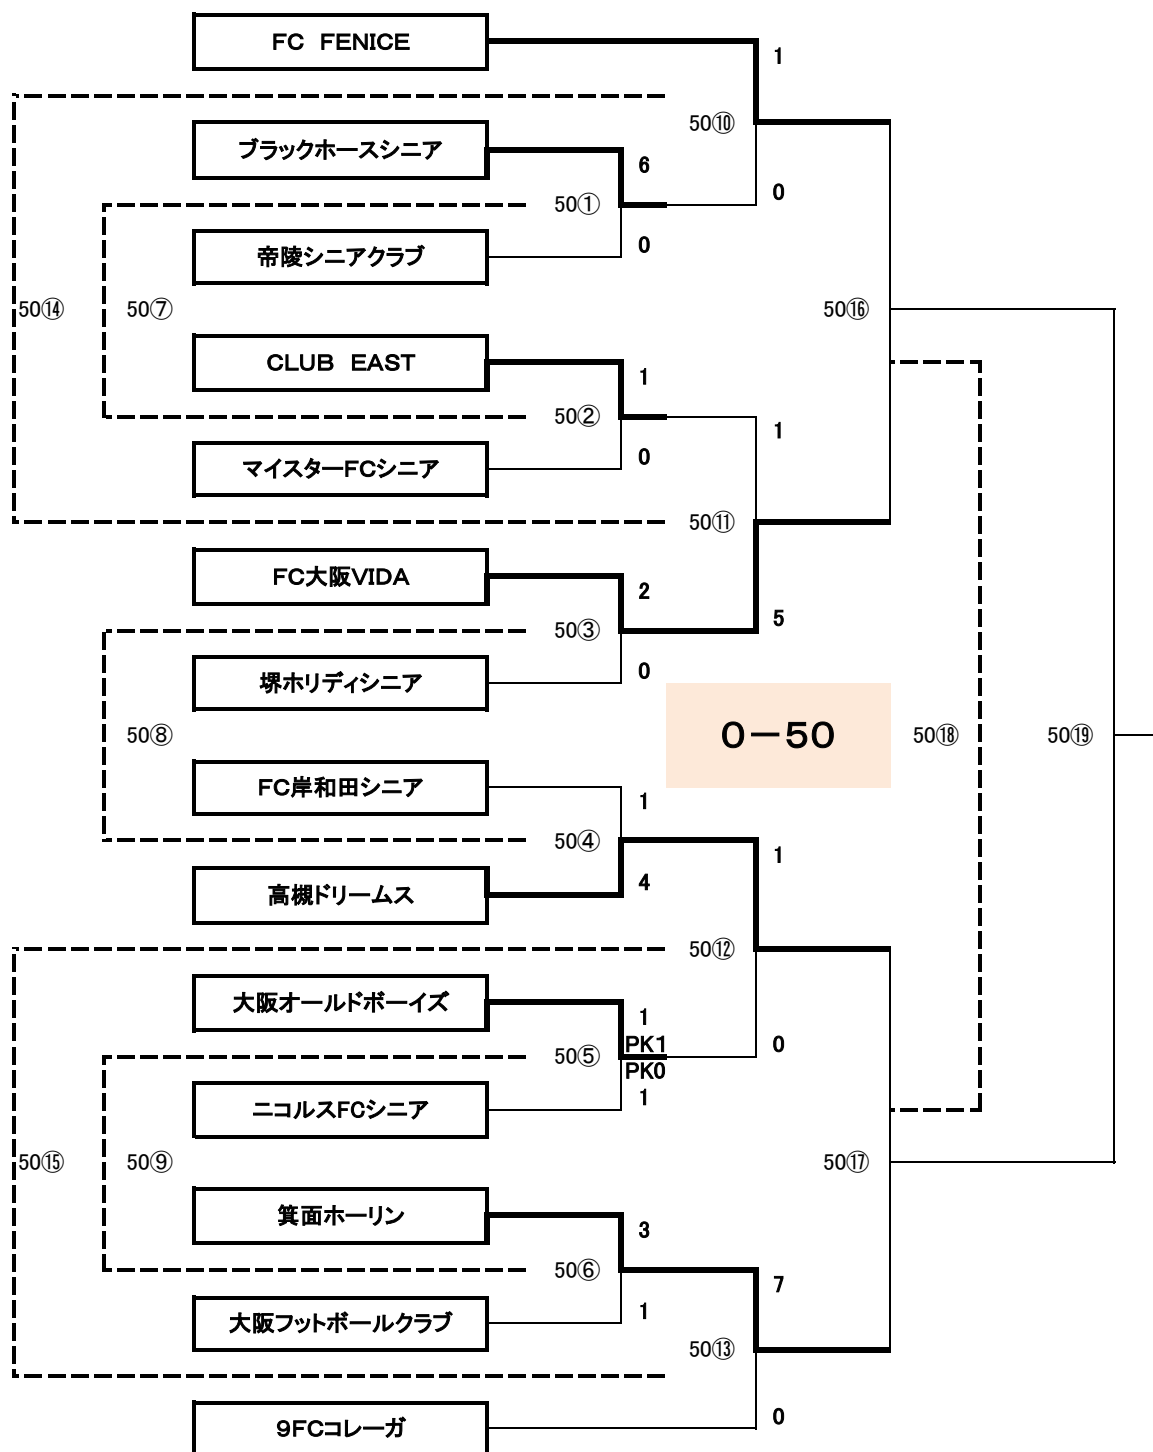 FC　FENICE
1
50⑩
ブラックホースシニア
6
0
50①
帝陵シニアクラブ
0
50⑭
50⑦
50⑯
CLUB　EAST
1
50②
1
マイスターFCシニア
0
50⑪
FC大阪VIDA
2
5
50③
堺ホリディシニア
0
50⑧
O－50
50⑱
50⑲
FC岸和田シニア
1
50④
1
高槻ドリームス
4
50⑫
大阪オールドボーイズ
1
PK1
0
50⑤
PK0
ニコルスFCシニア
1
50⑮
50⑨
50⑰
箕面ホーリン
3
50⑥
7
大阪フットボールクラブ
1
50⑬
9FCコレーガ
0